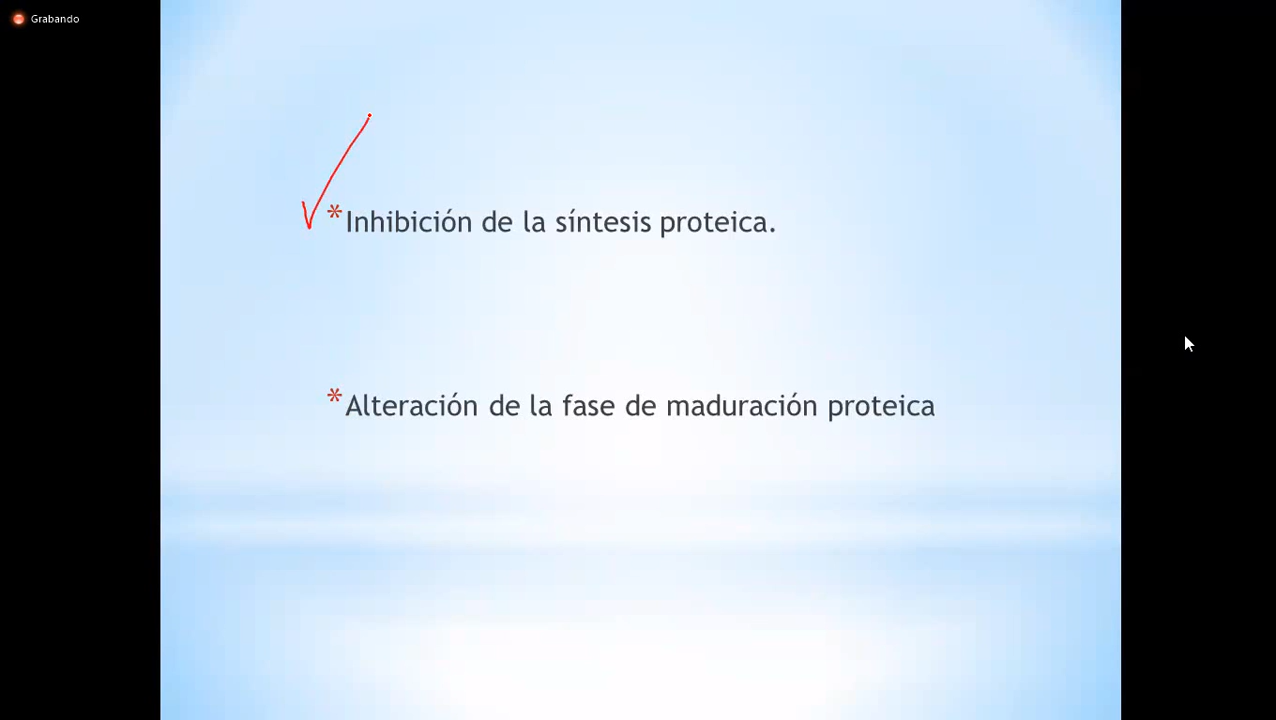 Grabando
*Inhibición de la síntesis proteica.
*Alteración de la fase de maduración proteica